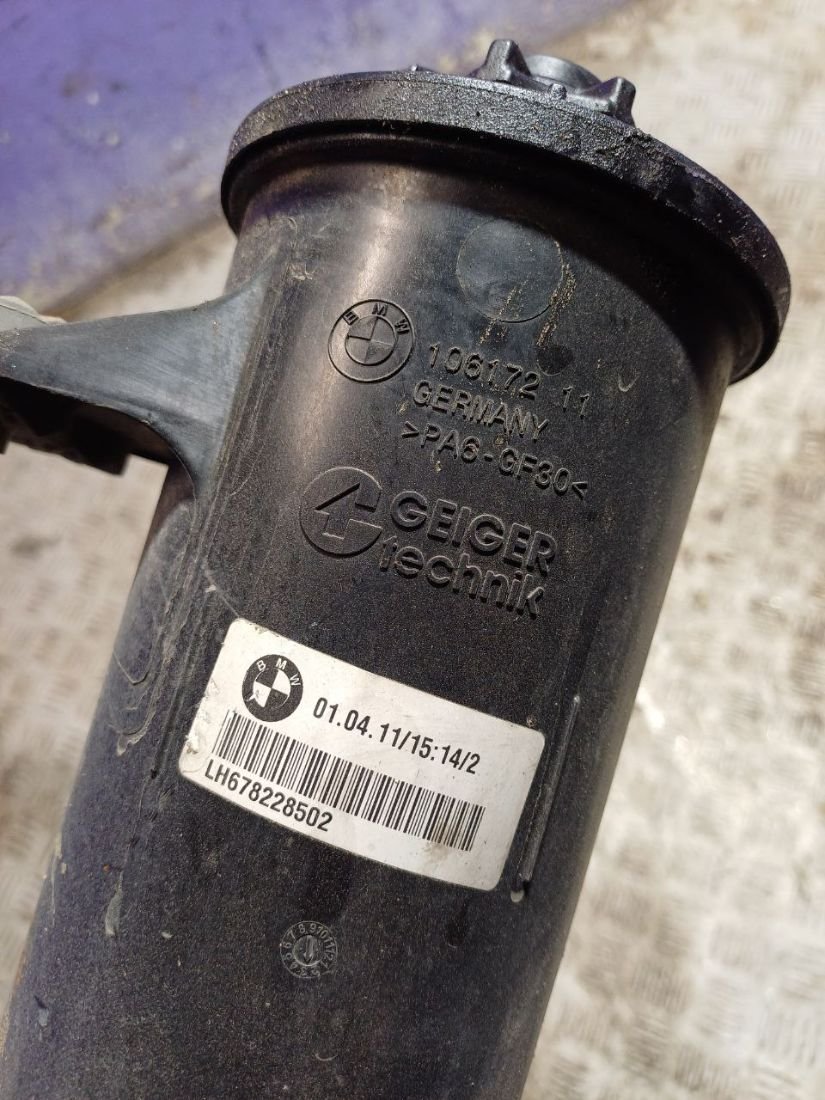 BMW
106172 11
GERMANY
>PA6-GF30<
GEIGER
technik
BMW
01.04.11/15:14/2
LH678228502